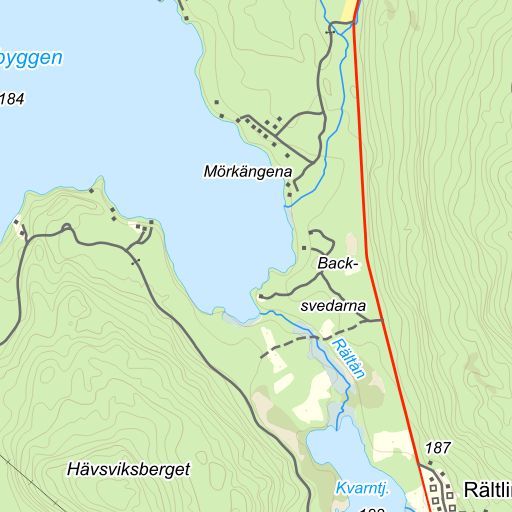 byggen
184
Mörkängena
Back-
svedarna
Rältån
187
Hävsviksberget
Kvarntj.
Rältli